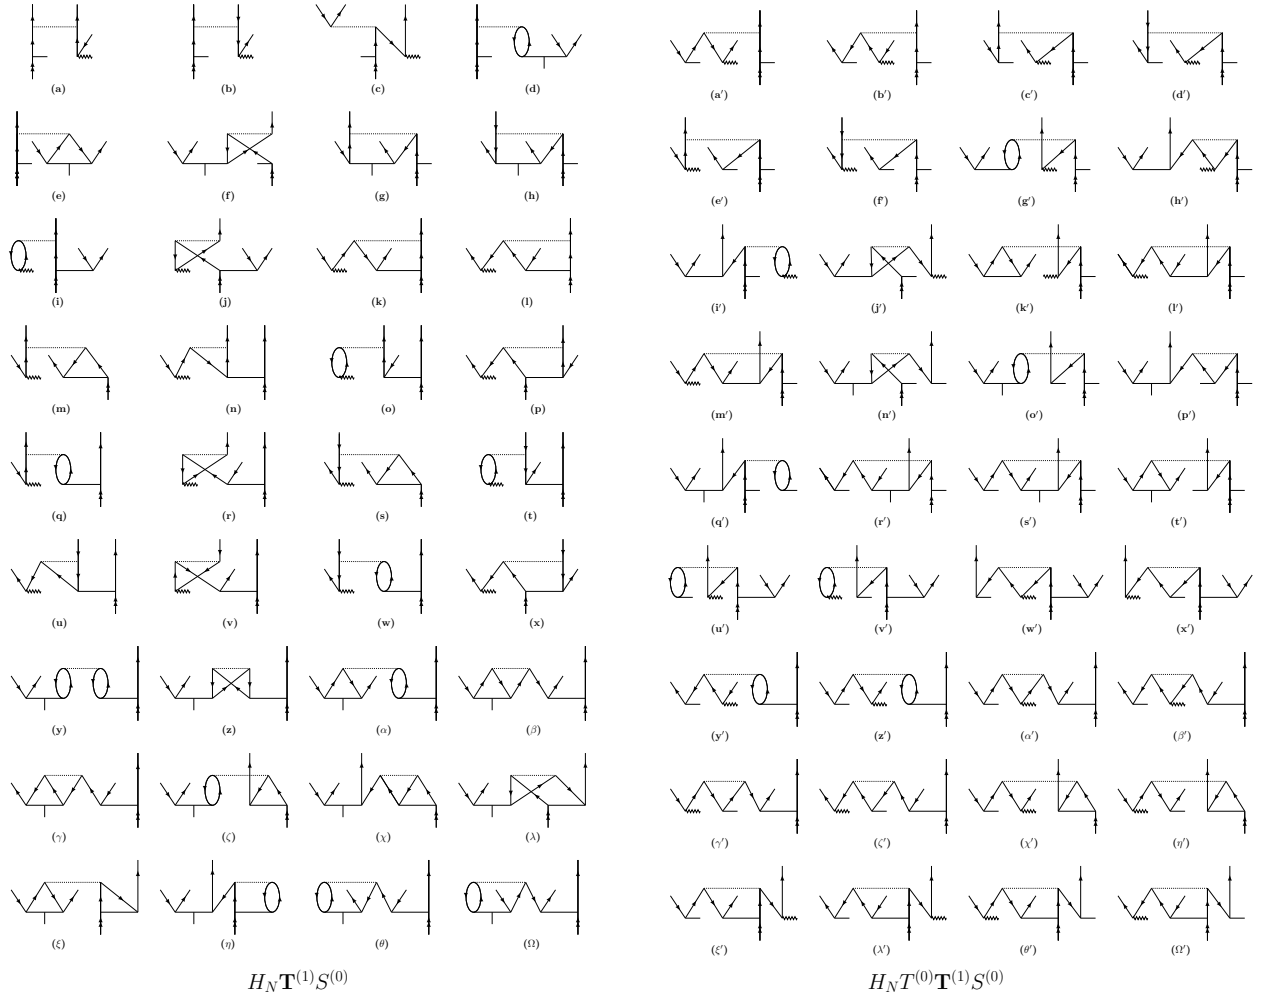 (a) (b) (c) (d)
(e) (f) (g) (h)
(i) (j) (k) (l)
(m) (n) (o) (p)
(q) (r) (s) (t)
(u) (v) (w) (x)
(y) (z) (α) (β)
(γ) (ζ) (χ) (λ)
(ξ) (η) (θ) (Ω)
H_N T^{(1)} S^{(0)}
(a′) (b′) (c′) (d′)
(e′) (f′) (g′) (h′)
(i′) (j′) (k′) (l′)
(m′) (n′) (o′) (p′)
(q′) (r′) (s′) (t′)
(u′) (v′) (w′) (x′)
(y′) (z′) (α′) (β′)
(γ′) (ζ′) (χ′) (η′)
(ξ′) (λ′) (θ′) (Ω′)
H_N T^{(0)} T^{(1)} S^{(0)}